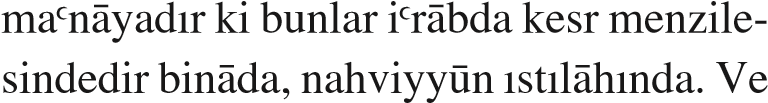 maʿnāyadır ki bunlar iʿrābda kesr menzile-
sindedir bināda, nahviyyūn ıstılāhında. Ve